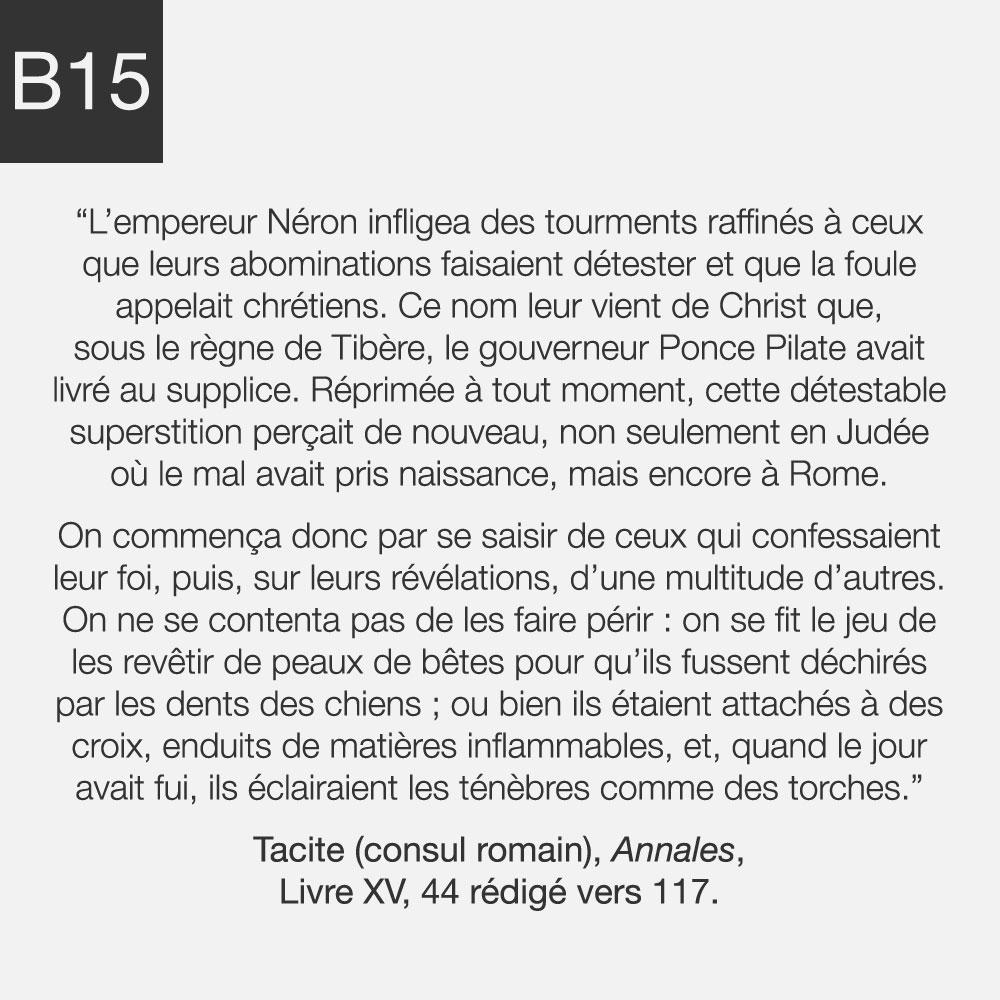 B15
“L’empereur Néron infligea des tourments raffinés à ceux
que leurs abominations faisaient détester et que la foule
appelait chrétiens. Ce nom leur vient de Christ que,
sous le règne de Tibère, le gouverneur Ponce Pilate avait
livré au supplice. Réprimée à tout moment, cette détestable
superstition perçait de nouveau, non seulement en Judée
où le mal avait pris naissance, mais encore à Rome.
On commença donc par se saisir de ceux qui confessaient
leur foi, puis, sur leurs révélations, d’une multitude d’autres.
On ne se contenta pas de les faire périr : on se fit le jeu de
les revêtir de peaux de bêtes pour qu’ils fussent déchirés
par les dents des chiens ; ou bien ils étaient attachés à des
croix, enduits de matières inflammables, et, quand le jour
avait fui, ils éclairaient les ténèbres comme des torches.”
Tacite (consul romain), Annales,
Livre XV, 44 rédigé vers 117.